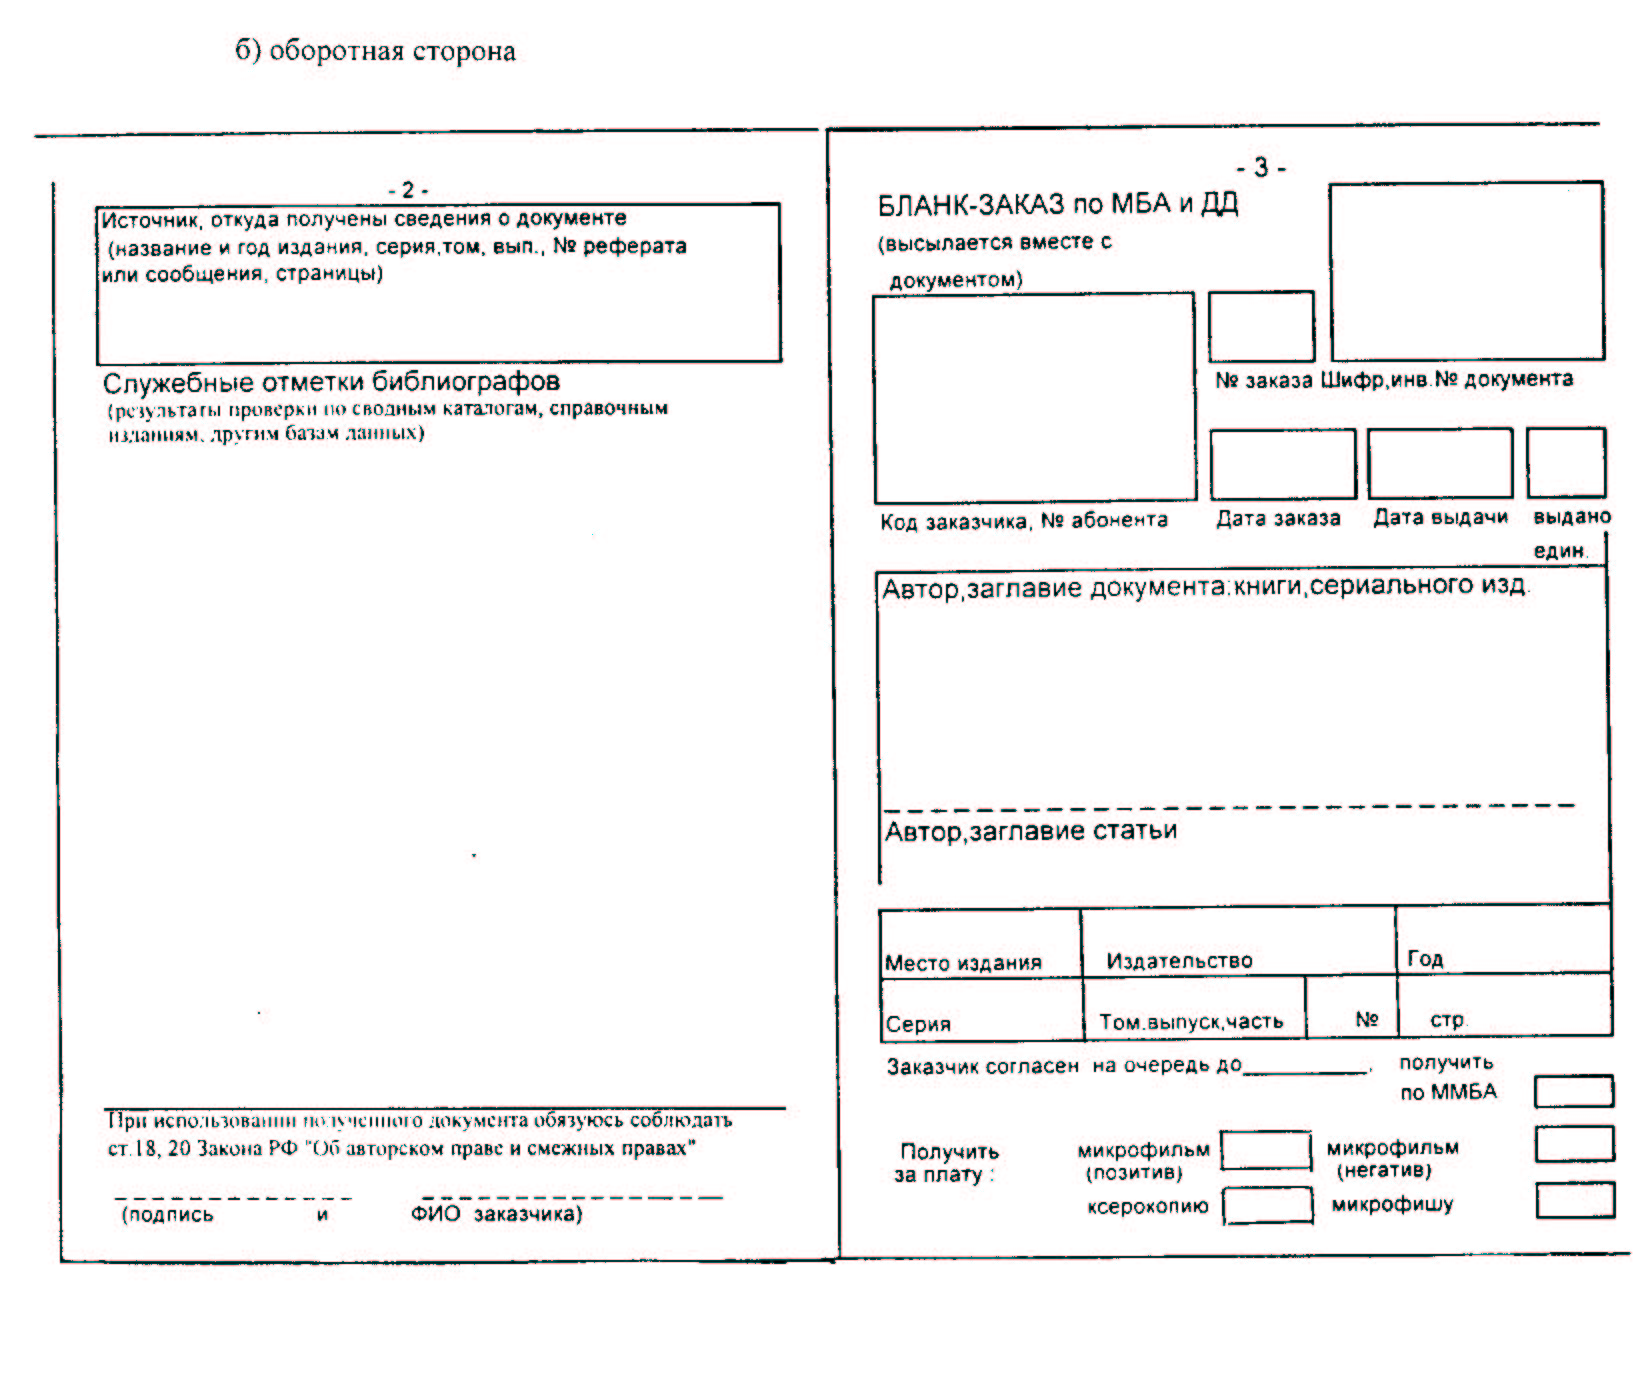 б) оборотная сторона
- 2 -
Источник, откуда получены сведения о документе
(название и год издания, серия,том, вып., № реферата
или сообщения, страницы)
Служебные отметки библиографов
(результаты проверки по сводным каталогам, справочным
изданиям, другим базам данных)
При использовании полученного документа обязуюсь соблюдать
ст.18, 20 Закона РФ "Об авторском праве и смежных правах"
(подпись и ФИО заказчика)
- 3 -
БЛАНК-ЗАКАЗ по МБА и ДД
(высылается вместе с
документом)
№ заказа Шифр,инв.№ документа
Код заказчика, № абонента Дата заказа Дата выдачи выдано
един.
Автор,заглавие документа:книги,сериального изд.
Автор,заглавие статьи
Место издания Издательство Год
Серия Том.выпуск,часть № стр.
Заказчик согласен на очередь до__________, получить
по ММБА
Получить микрофильм микрофильм
за плату : (позитив) (негатив)
ксерокопию микрофишу